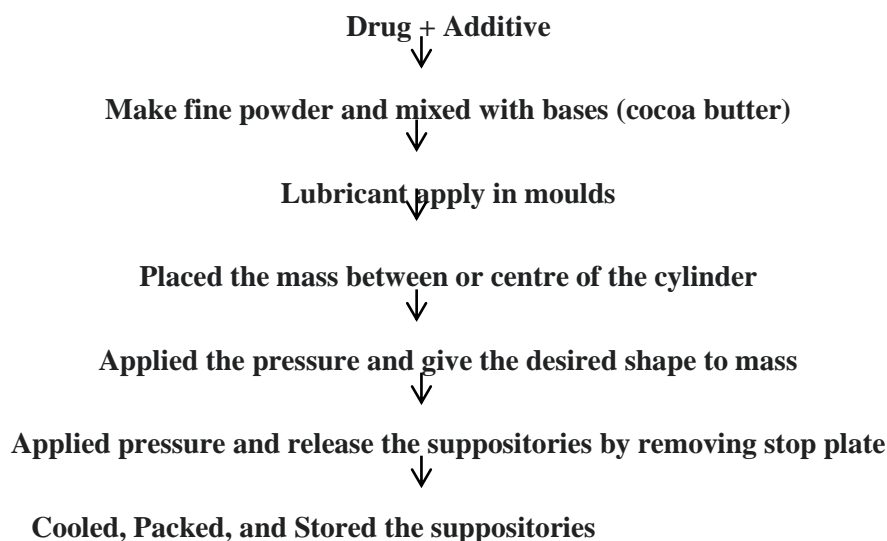 Drug + Additive
Make fine powder and mixed with bases (cocoa butter)
Lubricant apply in moulds
Placed the mass between or centre of the cylinder
Applied the pressure and give the desired shape to mass
Applied pressure and release the suppositories by removing stop plate
Cooled, Packed, and Stored the suppositories